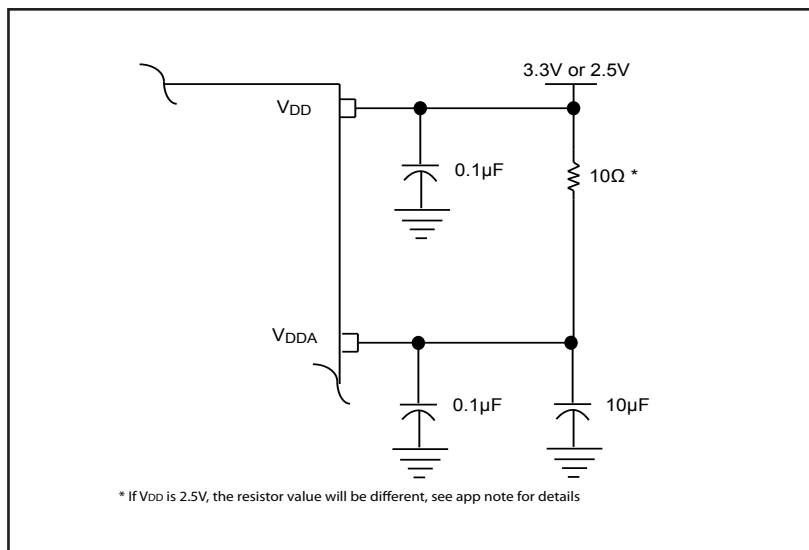 3.3V or 2.5V
VDD
0.1µF
10Ω *
VDDA
0.1µF
10µF
* If VDD is 2.5V, the resistor value will be different, see app note for details